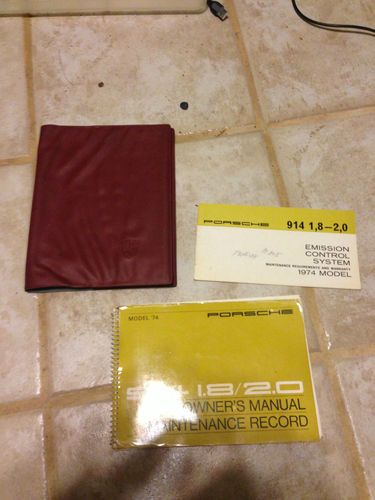 PORSCHE 914 1,8–2,0
EMISSION
CONTROL
SYSTEM
MAINTENANCE REQUIREMENTS AND WARRANTY
1974 MODEL
MODEL '74 PORSCHE
1.8/2.0
OWNER'S MANUAL
MAINTENANCE RECORD